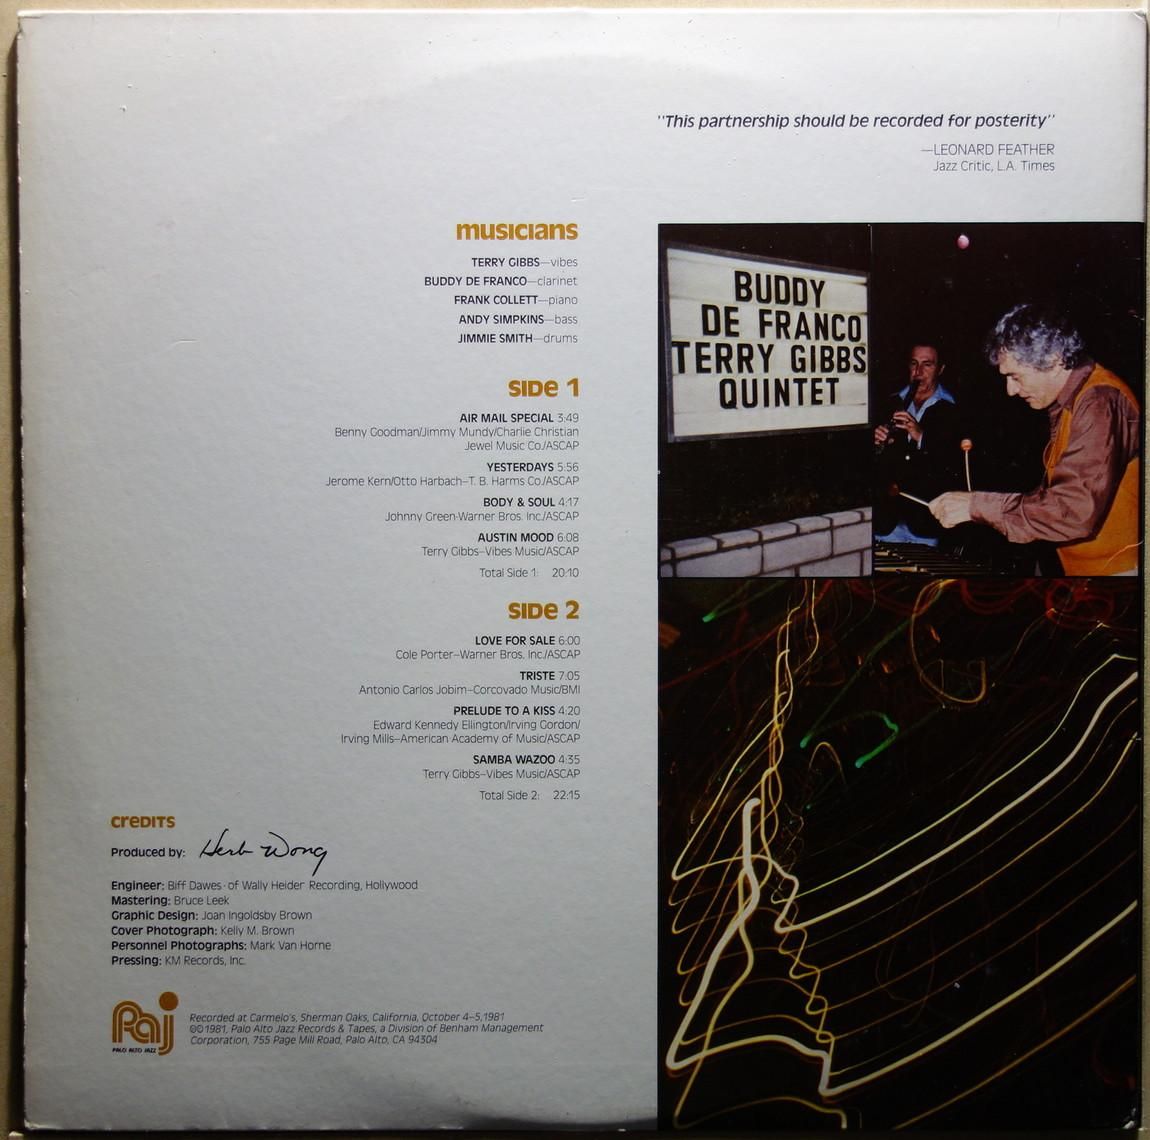 "This partnership should be recorded for posterity"
—LEONARD FEATHER
Jazz Critic, L.A. Times
musicians
TERRY GIBBS—vibes
BUDDY DE FRANCO—clarinet
FRANK COLLETT—piano
ANDY SIMPKINS—bass
JIMMIE SMITH—drums
SIDE 1
AIR MAIL SPECIAL 3:49
Benny Goodman/Jimmy Mundy/Charlie Christian
Jewel Music Co./ASCAP
YESTERDAYS 5:56
Jerome Kern/Otto Harbach–T. B. Harms Co./ASCAP
BODY & SOUL 4:17
Johnny Green-Warner Bros. Inc./ASCAP
AUSTIN MOOD 6:08
Terry Gibbs–Vibes Music/ASCAP
Total Side 1: 20:10
SIDE 2
LOVE FOR SALE 6:00
Cole Porter–Warner Bros. Inc./ASCAP
TRISTE 7:05
Antonio Carlos Jobim–Corcovado Music/BMI
PRELUDE TO A KISS 4:20
Edward Kennedy Ellington/Irving Gordon/
Irving Mills–American Academy of Music/ASCAP
SAMBA WAZOO 4:35
Terry Gibbs–Vibes Music/ASCAP
Total Side 2: 22:15
BUDDY
DE FRANCO
TERRY GIBBS
QUINTET
CREDITS
Produced by: Herb Wong
Engineer: Biff Dawes · of Wally Heider Recording, Hollywood
Mastering: Bruce Leek
Graphic Design: Joan Ingoldsby Brown
Cover Photograph: Kelly M. Brown
Personnel Photographs: Mark Van Horne
Pressing: KM Records, Inc.
Paj
PALO ALTO JAZZ
Recorded at Carmelo's, Sherman Oaks, California, October 4–5, 1981
℗©1981, Palo Alto Jazz Records & Tapes, a Division of Benham Management
Corporation, 755 Page Mill Road, Palo Alto, CA 94304